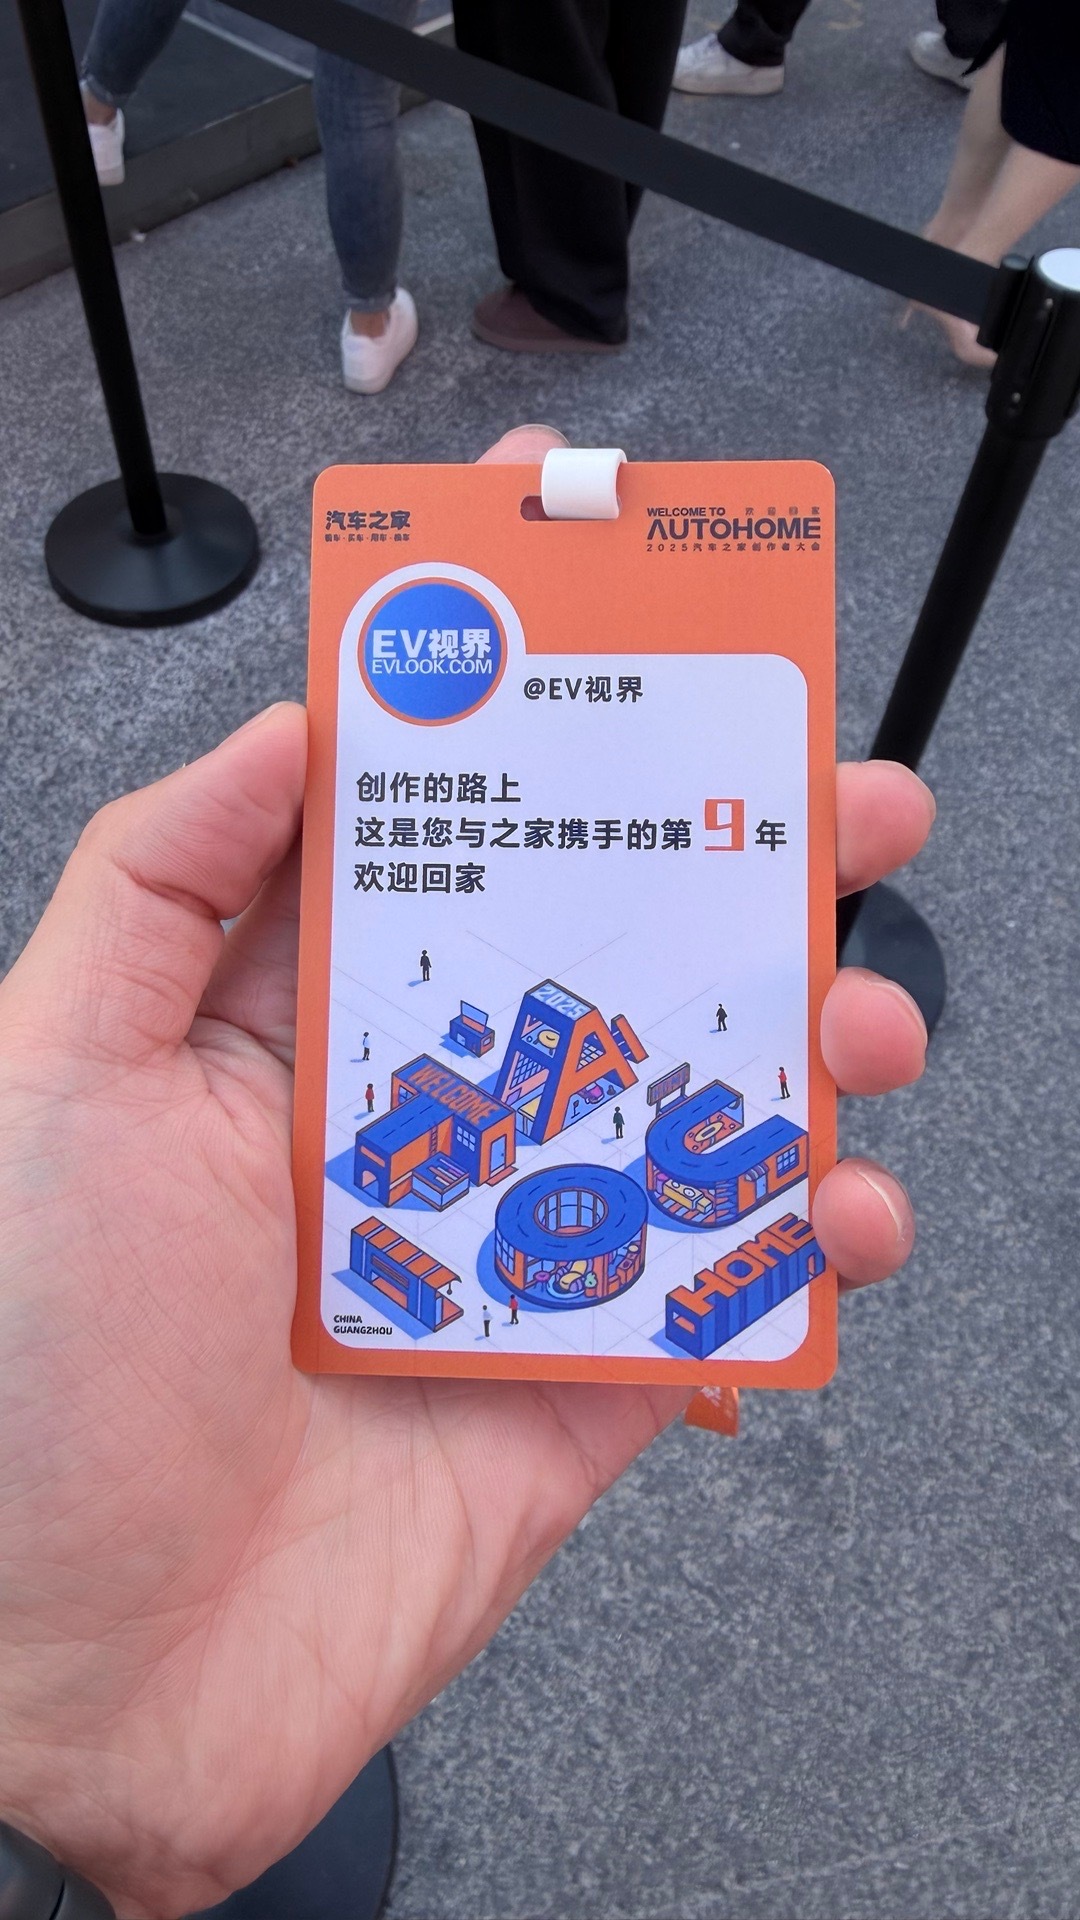 汽车之家
看车·买车·用车·换车
WELCOME TO 欢迎回家
AUTOHOME
2025汽车之家创作者大会
EV视界
EVLOOK.COM
@EV视界
创作的路上
这是您与之家携手的第9年
欢迎回家
2025
AI
WELCOME
HOME
CHINA
GUANGZHOU